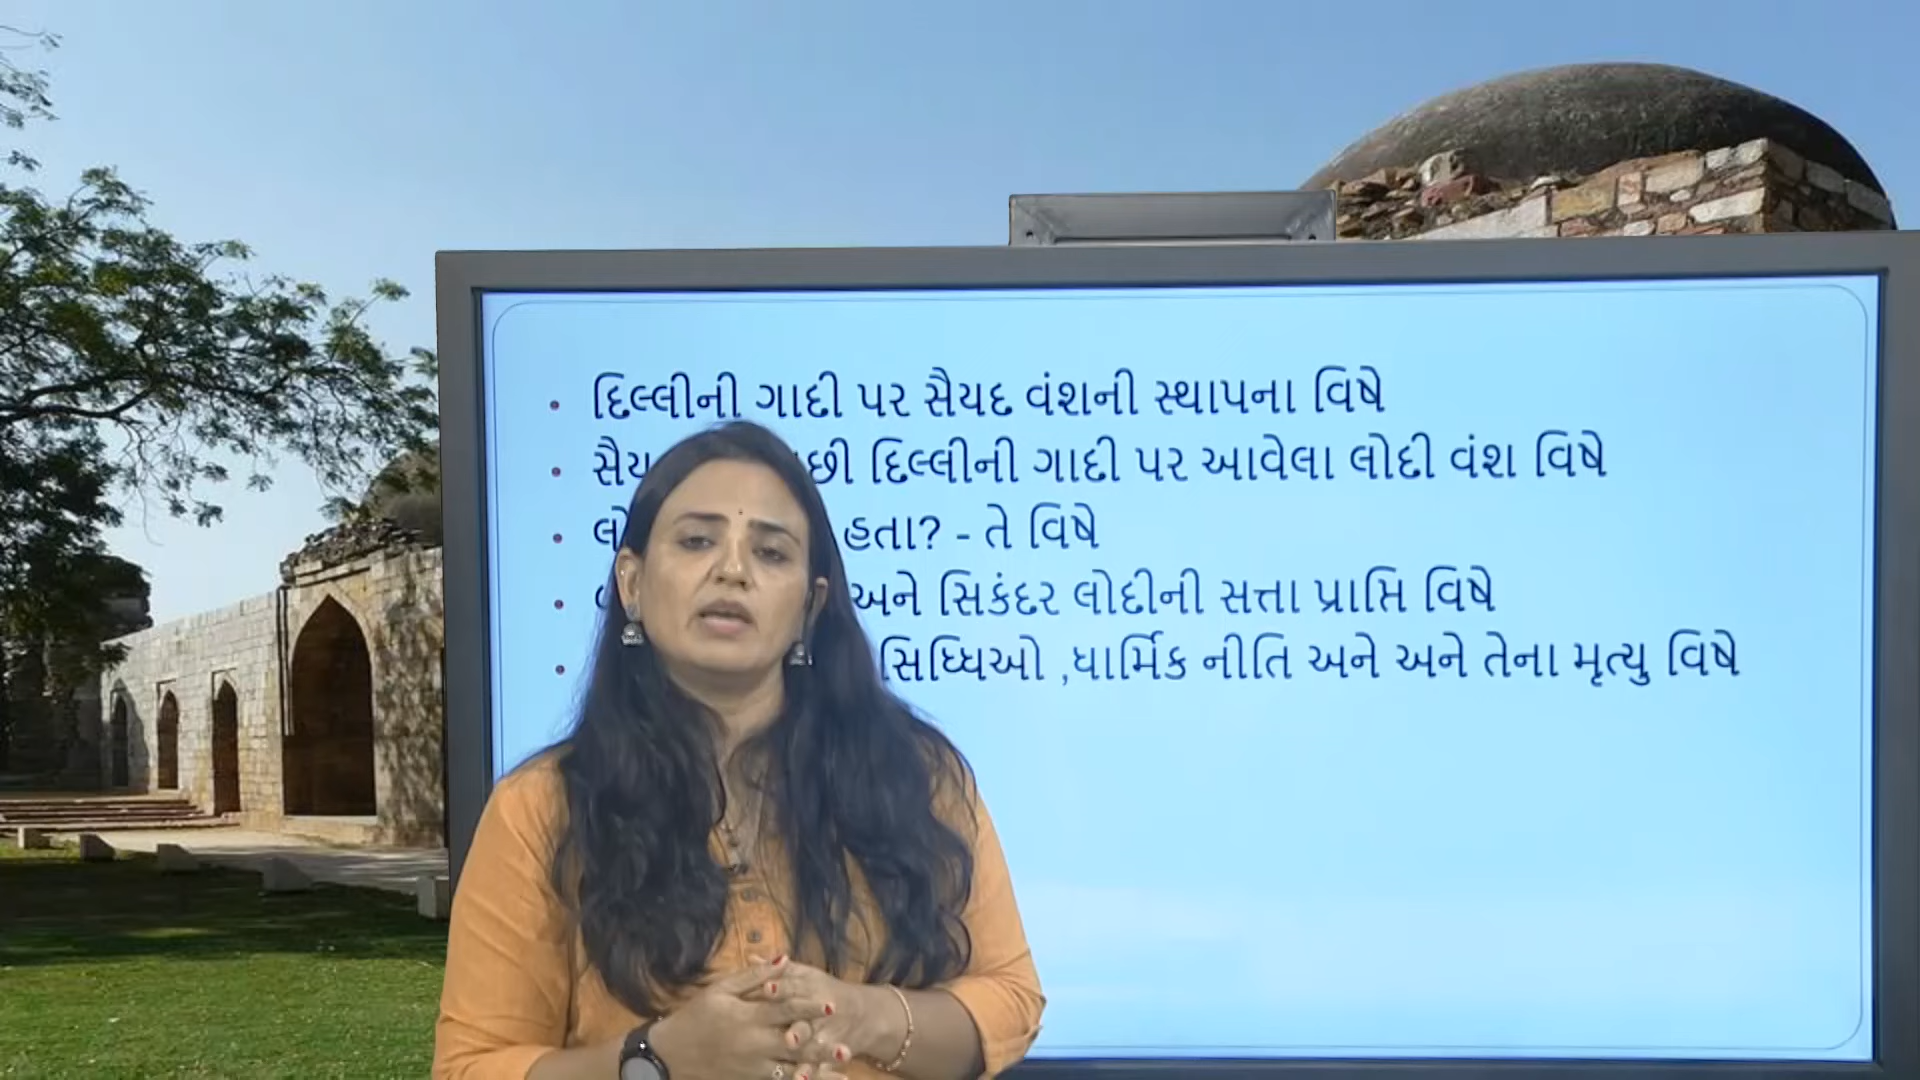 દિલ્લીની ગાદી પર સૈયદ વંશની સ્થાપના વિષે
દિલ્લીની ગાદી પર આવેલા લોદી વંશ વિષે
હતા? - તે વિષે
અને સિકંદર લોદીની સત્તા પ્રાપ્તિ વિષે
સિધ્ધિઓ ,ધાર્મિક નીતિ અને અને તેના મૃત્યુ વિષે